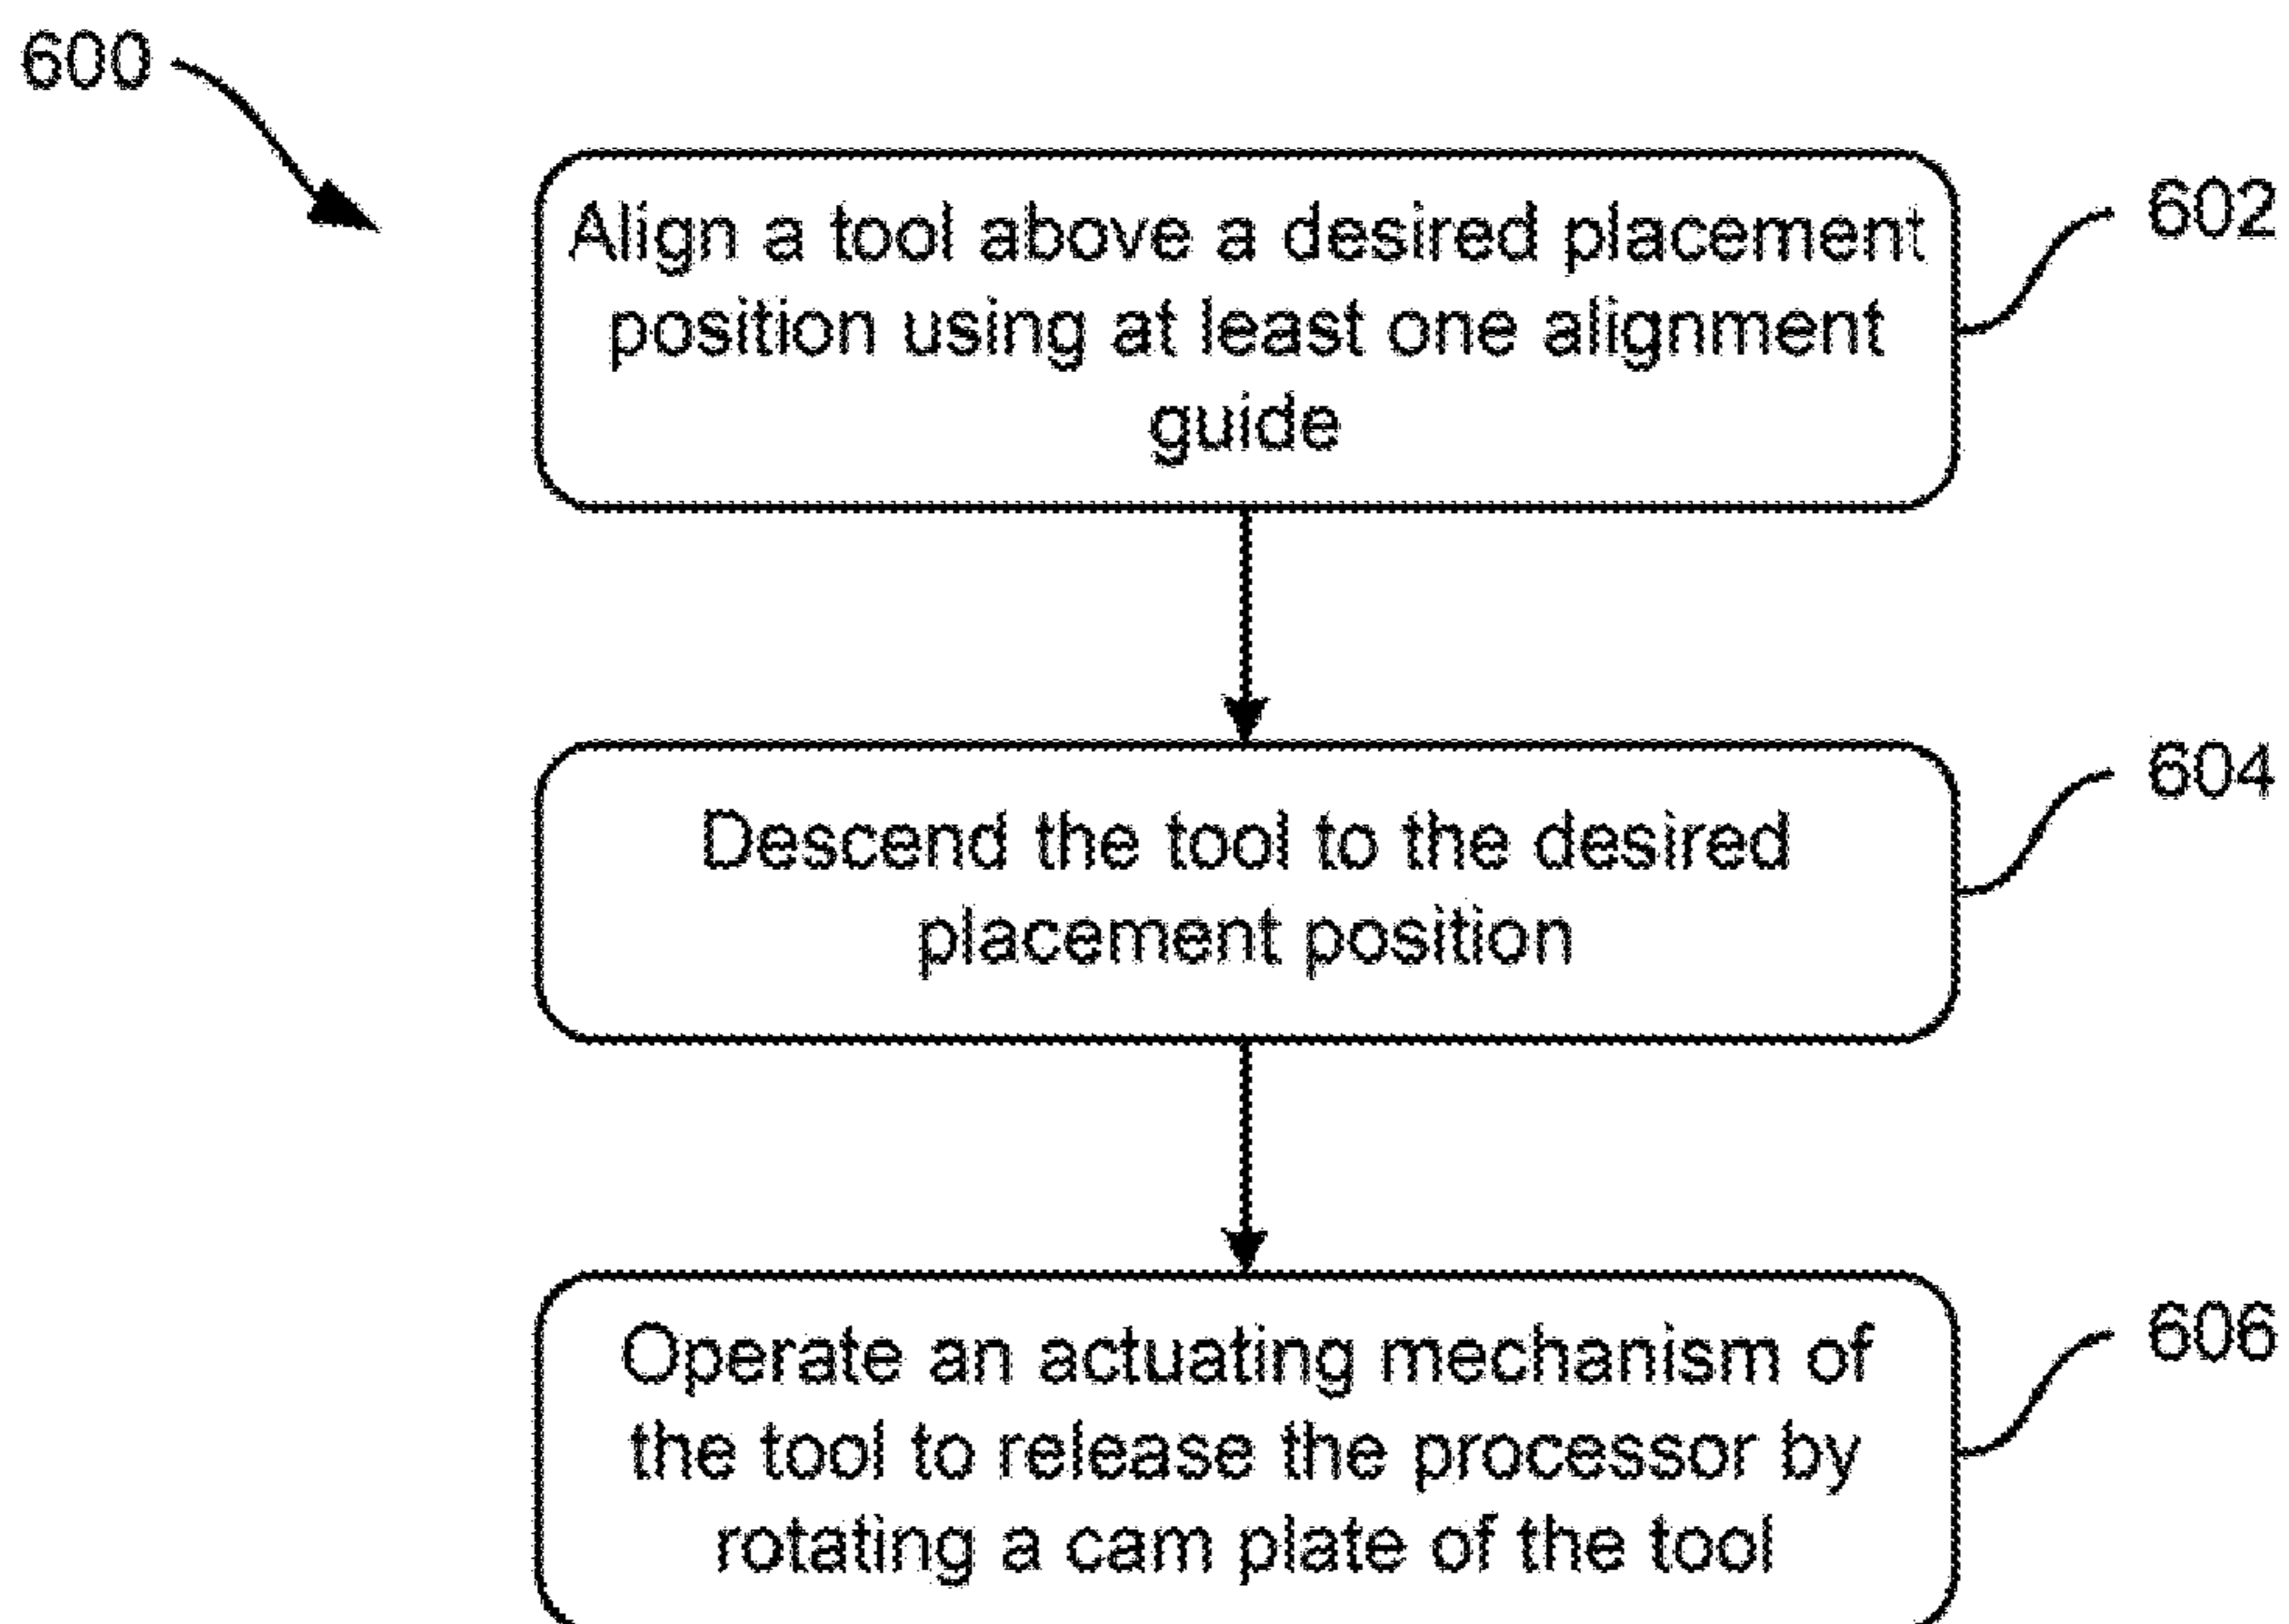 600
Align a tool above a desired placement
position using at least one alignment
guide
602
Descend the tool to the desired
placement position
604
Operate an actuating mechanism of
the tool to release the processor by
rotating a cam plate of the tool
606